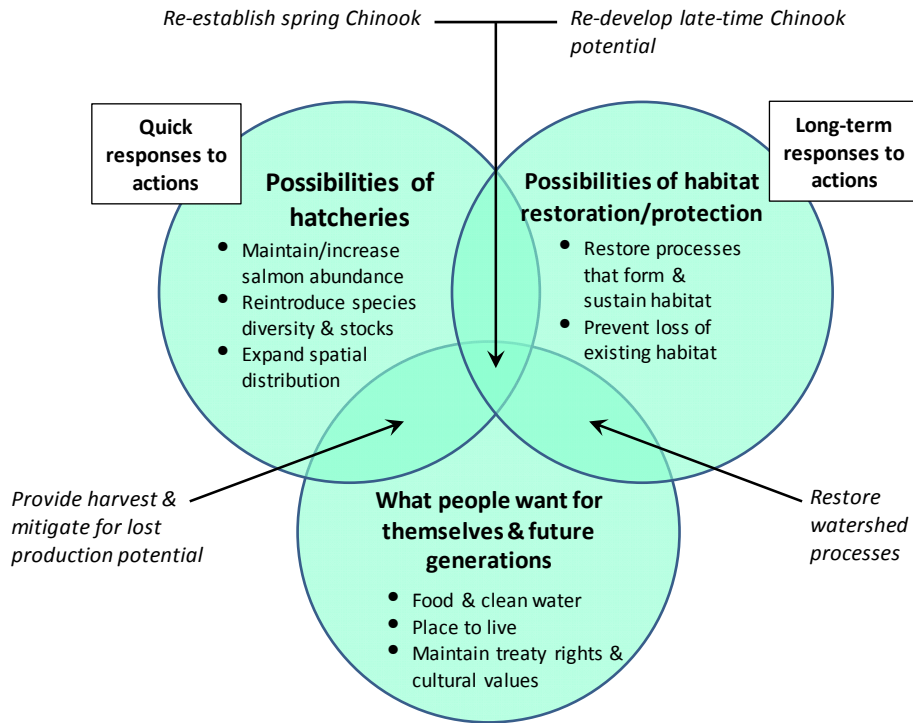 Re-establish spring Chinook
Re-develop late-time Chinook
potential
Quick
responses to
actions
Long-term
responses to
actions
Possibilities of
hatcheries
• Maintain/increase
salmon abundance
• Reintroduce species
diversity & stocks
• Expand spatial
distribution
Possibilities of habitat
restoration/protection
• Restore processes
that form &
sustain habitat
• Prevent loss of
existing habitat
Provide harvest &
mitigate for lost
production potential
Restore
watershed
processes
What people want for
themselves & future
generations
• Food & clean water
• Place to live
• Maintain treaty rights &
cultural values